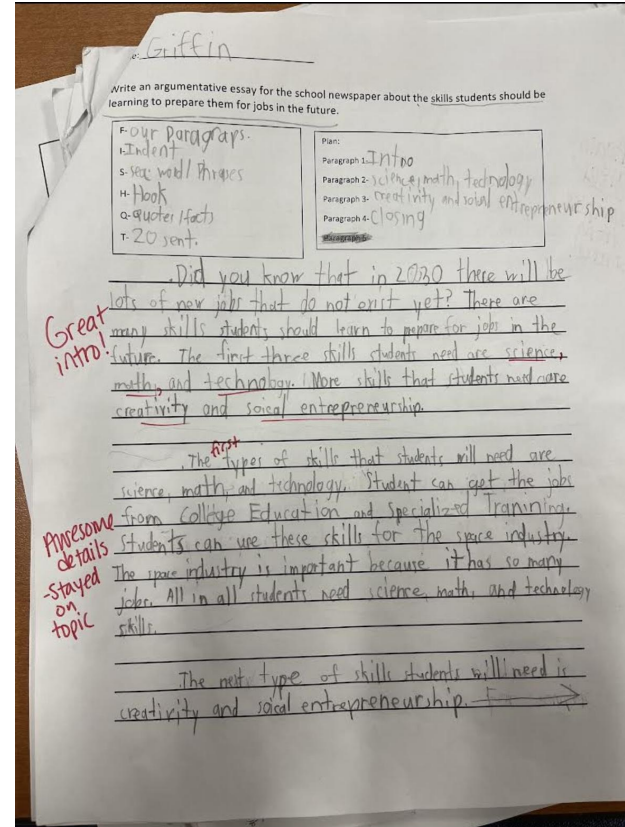 e: Griffin
Write an argumentative essay for the school newspaper about the skills students should be
learning to prepare them for jobs in the future.
F-our Paragraps.
I-Indent
S- seq word/ Phrases
H- Hook
Q-quotes/facts
T- 20 sent.
Plan:
Paragraph 1- Intro
Paragraph 2- science, math, technology
Paragraph 3- creativity and soical entrepreneurship
Paragraph 4- closing
Paragraph 5-
Did you know that in 2030 there will be
lots of new jobs that do not exist yet? There are
many skills students should learn to prepare for jobs in the
future. The first three skills students need are science,
math, and technology. More skills that students need are
creativity and soical entrepreneurship.
Great
intro!
The first types of skills that students will need are
science, math, and technology. Student can get the jobs
from Collage Education and Specialized Tranining.
Students can use these skills for the space industry.
The space industry is important because it has so many
jobs. All in all students need science, math, and technology
skills.
Awesome
details
-Stayed
on
topic
The next type of skills students will need is
creativity and soical entrepreneurship.